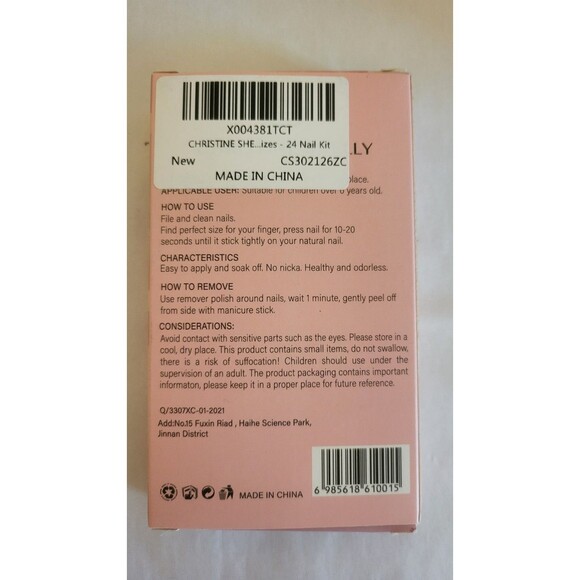 X004381TCT
CHRISTINE SHE...izes - 24 Nail Kit
New CS302126ZC
MADE IN CHINA
LLY
place.
APPLICABLE USER: Suitable for children over 6 years old.
HOW TO USE
File and clean nails.
Find perfect size for your finger, press nail for 10-20
seconds until it stick tightly on your natural nail.
CHARACTERISTICS
Easy to apply and soak off. No nicka. Healthy and odorless.
HOW TO REMOVE
Use remover polish around nails, wait 1 minute, gently peel off
from side with manicure stick.
CONSIDERATIONS:
Avoid contact with sensitive parts such as the eyes. Please store in a
cool, dry place. This product contains small items, do not swallow,
there is a risk of suffocation! Children should use under the
supervision of an adult. The product packaging contains important
informaton, please keep it in a proper place for future reference.
Q/3307XC-01-2021
Add:No.15 Fuxin Riad , Haihe Science Park,
Jinnan District
6 985618 610015
MADE IN CHINA